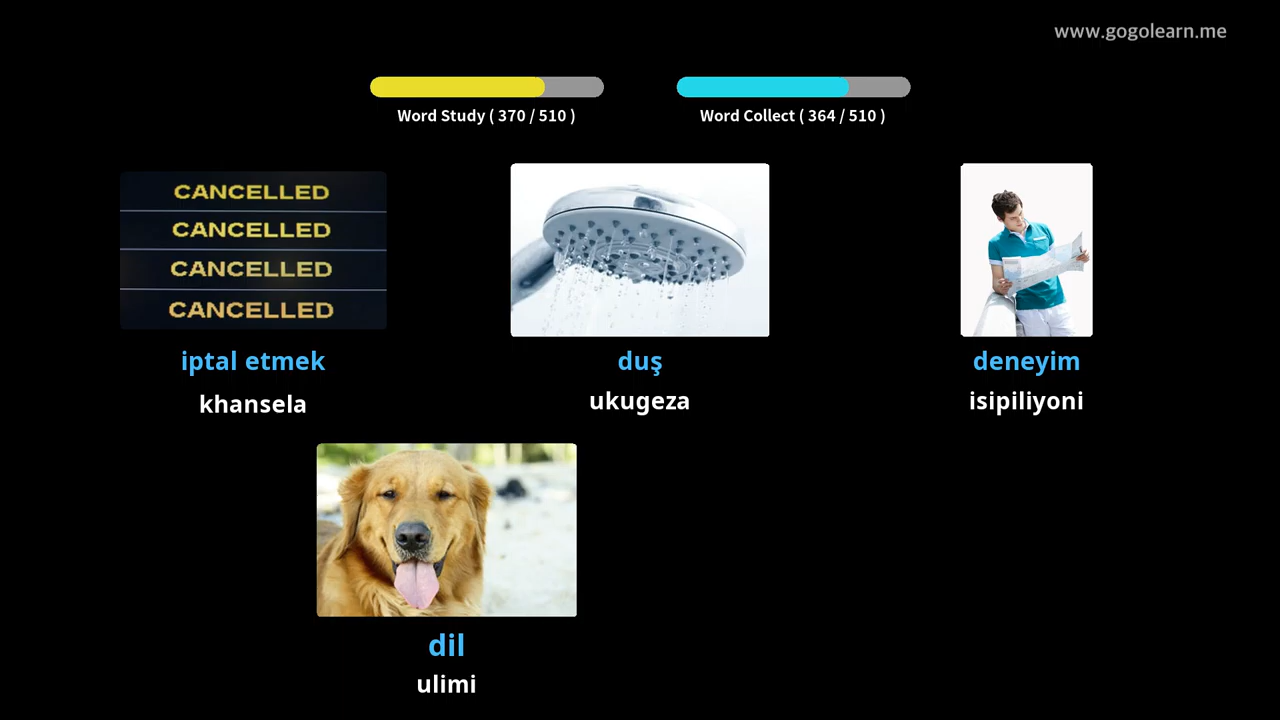 www.gogolearn.me
Word Study ( 370 / 510 )
Word Collect ( 364 / 510 )
CANCELLED
CANCELLED
CANCELLED
CANCELLED
iptal etmek
khansela
duş
ukugeza
deneyim
isipiliyoni
dil
ulimi